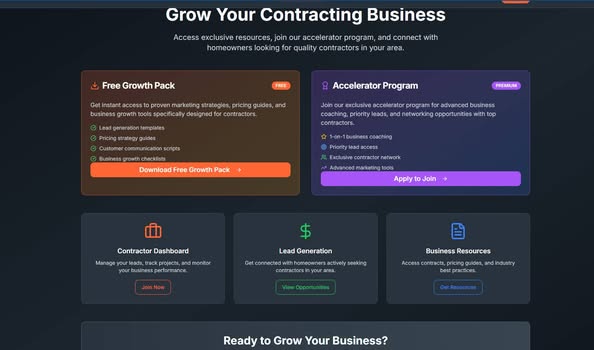 Grow Your Contracting Business
Access exclusive resources, join our accelerator program, and connect with
homeowners looking for quality contractors in your area.
Free Growth Pack
FREE
Get instant access to proven marketing strategies, pricing guides, and
business growth tools specifically designed for contractors.
Lead generation templates
Pricing strategy guides
Customer communication scripts
Business growth checklists
Download Free Growth Pack →
Accelerator Program
PREMIUM
Join our exclusive accelerator program for advanced business
coaching, priority leads, and networking opportunities with top
contractors.
1-on-1 business coaching
Priority lead access
Exclusive contractor network
Advanced marketing tools
Apply to Join →
Contractor Dashboard
Manage your leads, track projects, and monitor
your business performance.
Join Now
Lead Generation
Get connected with homeowners actively seeking
contractors in your area.
View Opportunities
Business Resources
Access contracts, pricing guides, and industry
best practices.
Get Resources
Ready to Grow Your Business?